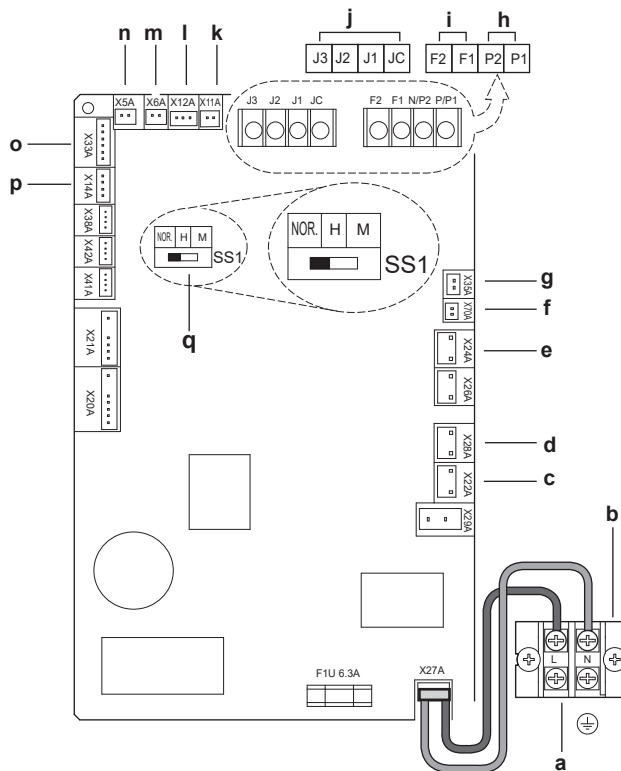 j
i h
n m l k
J3 J2 J1 JC F2 F1 P2 P1
X5A X6A X12A X11A
J3 J2 J1 JC F2 F1 N/P2 P/P1
o X33A
p X14A
X38A
X42A
X41A
NOR. H M
SS1
NOR. H M
SS1
q
X35A g
X70A f
X24A e
X26A
X21A
X20A
X28A d
X22A c
X29A
b
L N
F1U 6.3A X27A
a